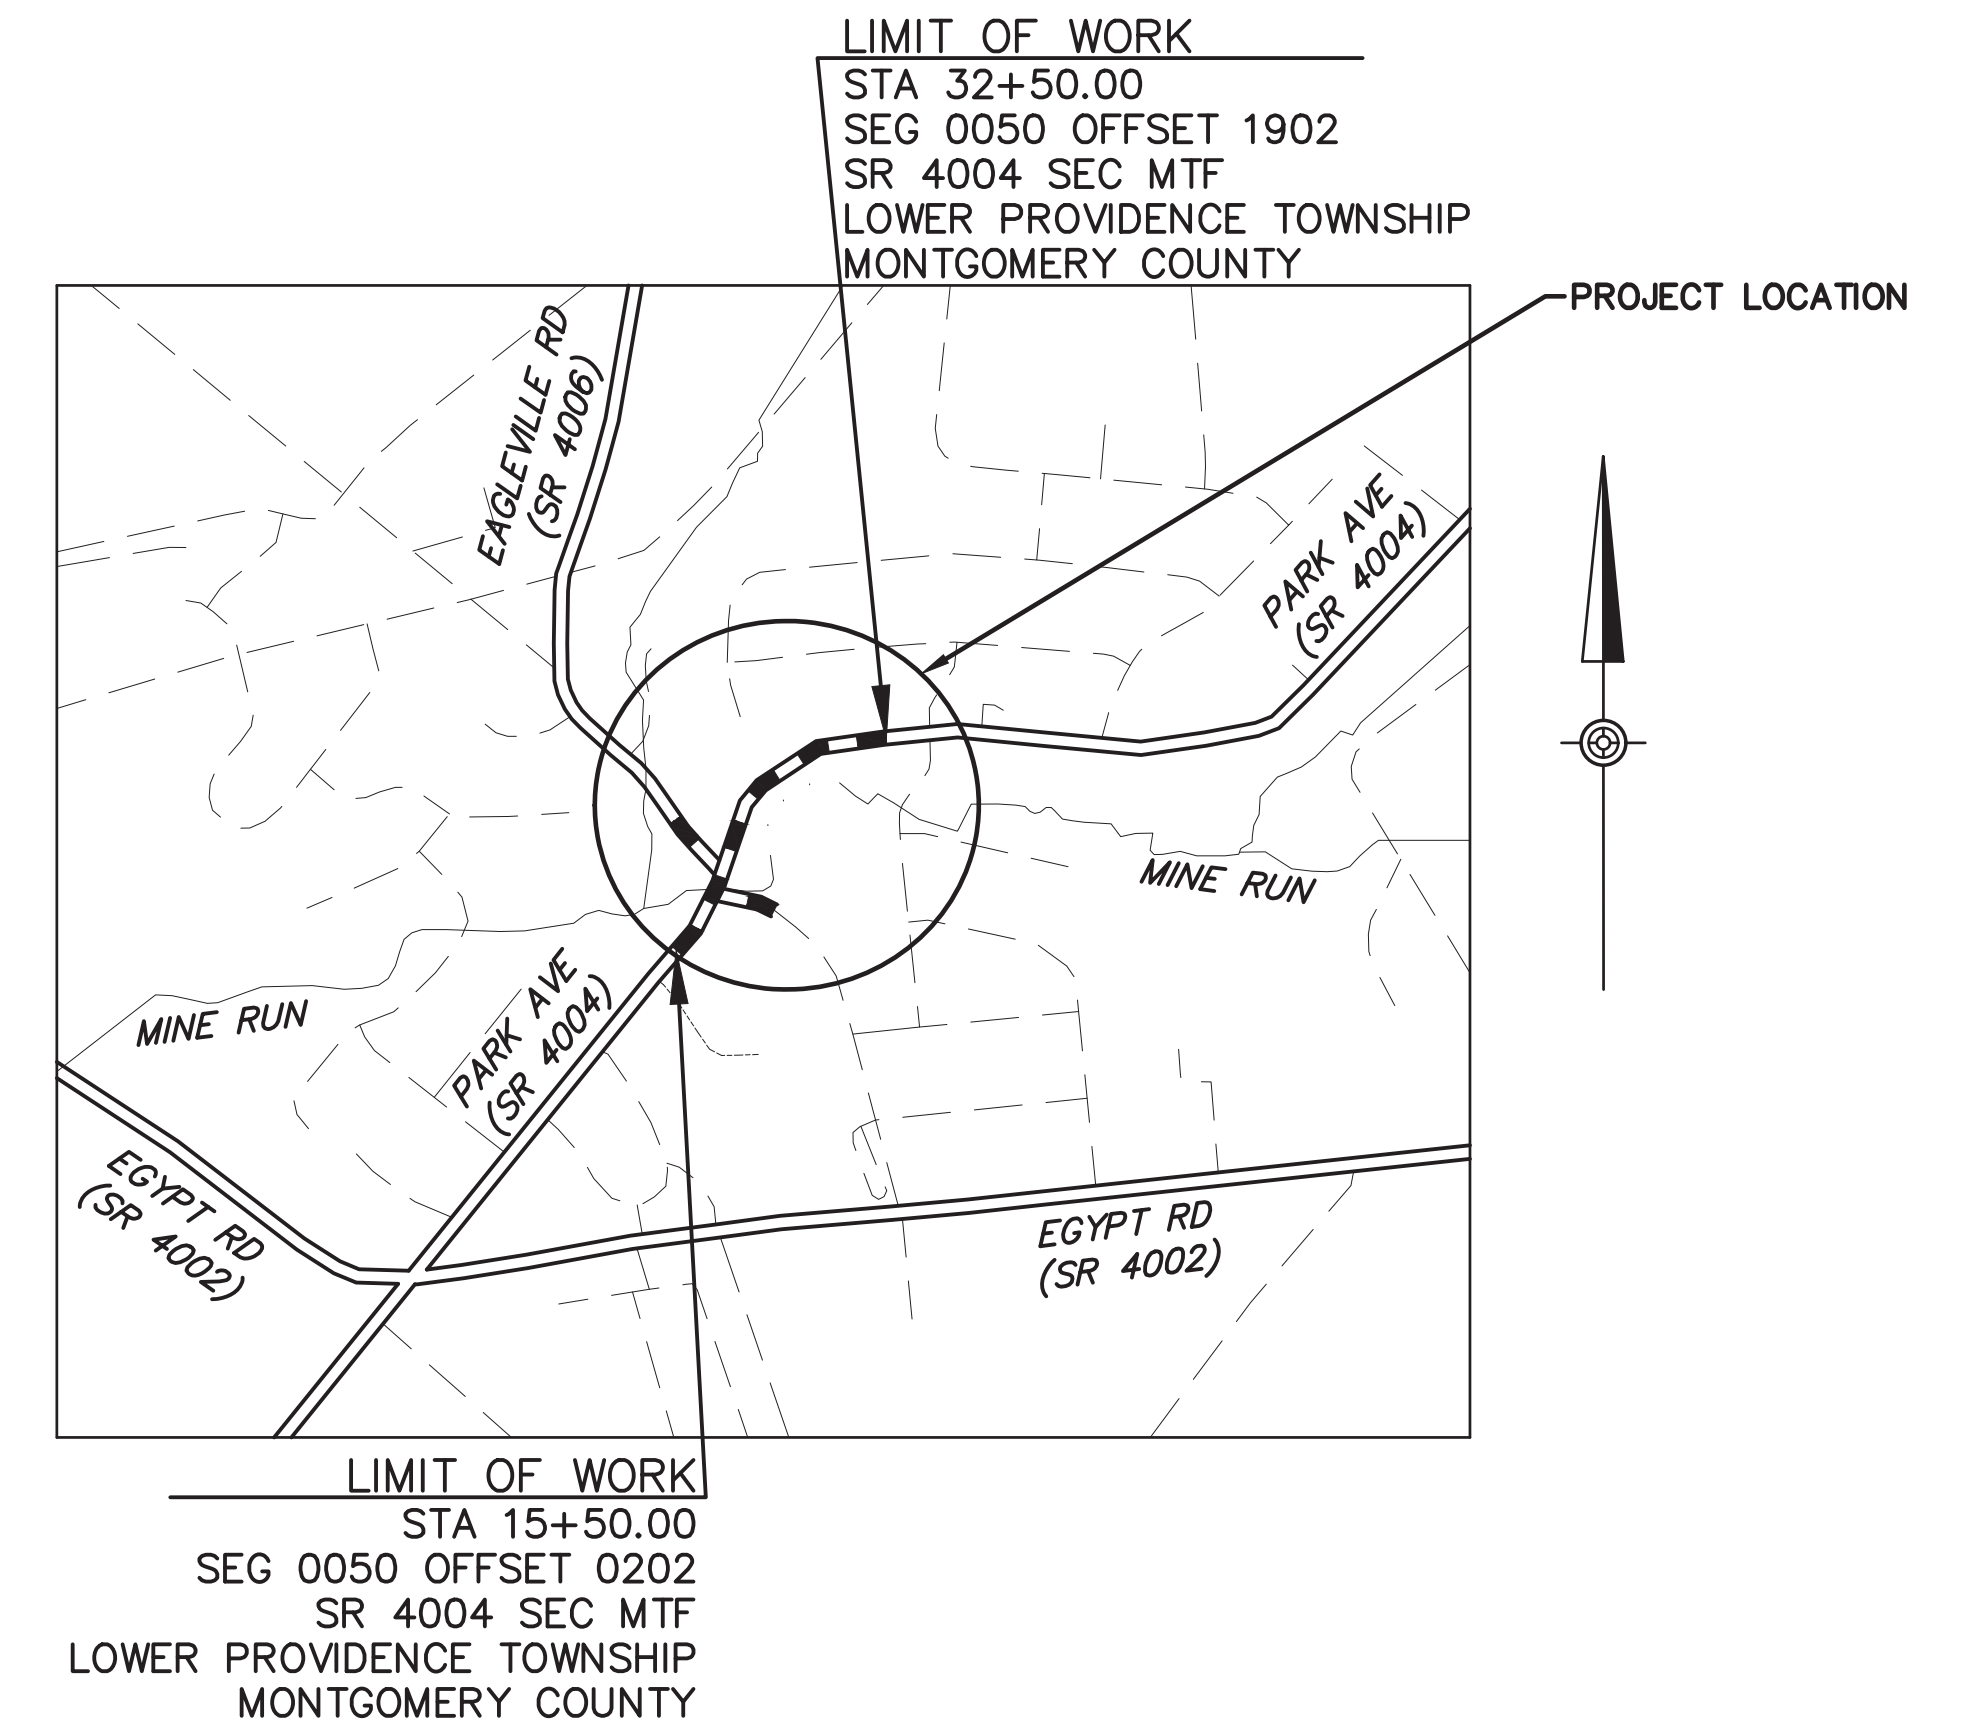 LIMIT OF WORK
STA 32+50.00
SEG 0050 OFFSET 1902
SR 4004 SEC MTF
LOWER PROVIDENCE TOWNSHIP
MONTGOMERY COUNTY
PROJECT LOCATION
EAGLEVILLE RD
(SR 4006)
PARK AVE
(SR 4004)
MINE RUN
MINE RUN
PARK AVE
(SR 4004)
EGYPT RD
(SR 4002)
EGYPT RD
(SR 4002)
LIMIT OF WORK
STA 15+50.00
SEG 0050 OFFSET 0202
SR 4004 SEC MTF
LOWER PROVIDENCE TOWNSHIP
MONTGOMERY COUNTY